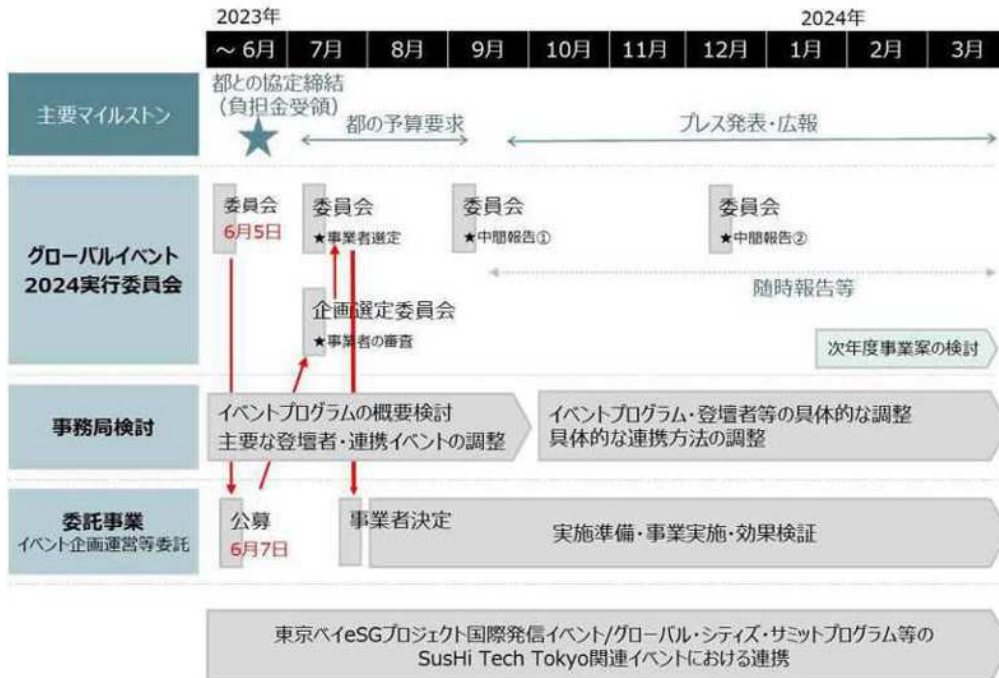 2023年
2024年
～ 6月 7月 8月 9月 10月 11月 12月 1月 2月 3月
主要マイルストン
都との協定締結
（負担金受領）
都の予算要求
プレス発表・広報
グローバルイベント
2024実行委員会
委員会
6月5日
委員会
★事業者選定
委員会
★中間報告①
委員会
★中間報告②
随時報告等
企画選定委員会
★事業者の審査
次年度事業案の検討
事務局検討
イベントプログラムの概要検討
主要な登壇者・連携イベントの調整
イベントプログラム・登壇者等の具体的な調整
具体的な連携方法の調整
委託事業
イベント企画運営等委託
公募
6月7日
事業者決定
実施準備・事業実施・効果検証
東京ベイeSGプロジェクト国際発信イベント/グローバル・シティズ・サミットプログラム等の
SusHi Tech Tokyo関連イベントにおける連携